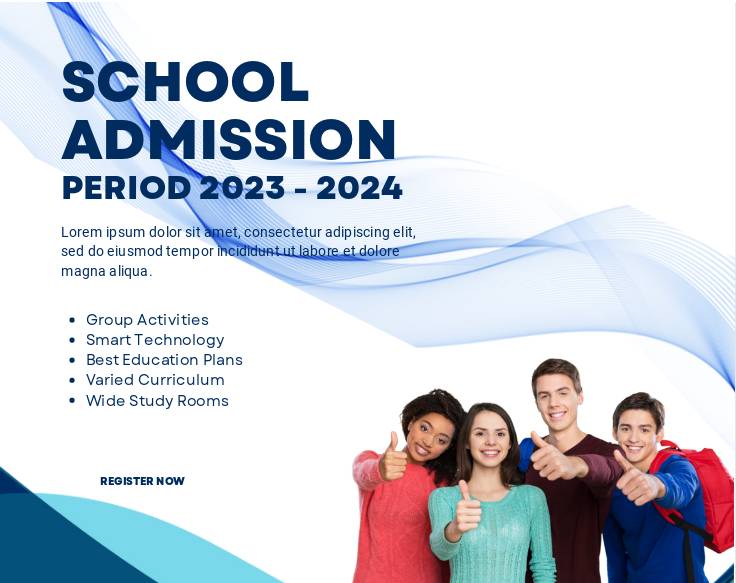 SCHOOL
ADMISSION
PERIOD 2023 - 2024
Lorem ipsum dolor sit amet, consectetur adipiscing elit,
sed do eiusmod tempor incididunt ut labore et dolore
magna aliqua.
• Group Activities
• Smart Technology
• Best Education Plans
• Varied Curriculum
• Wide Study Rooms
REGISTER NOW